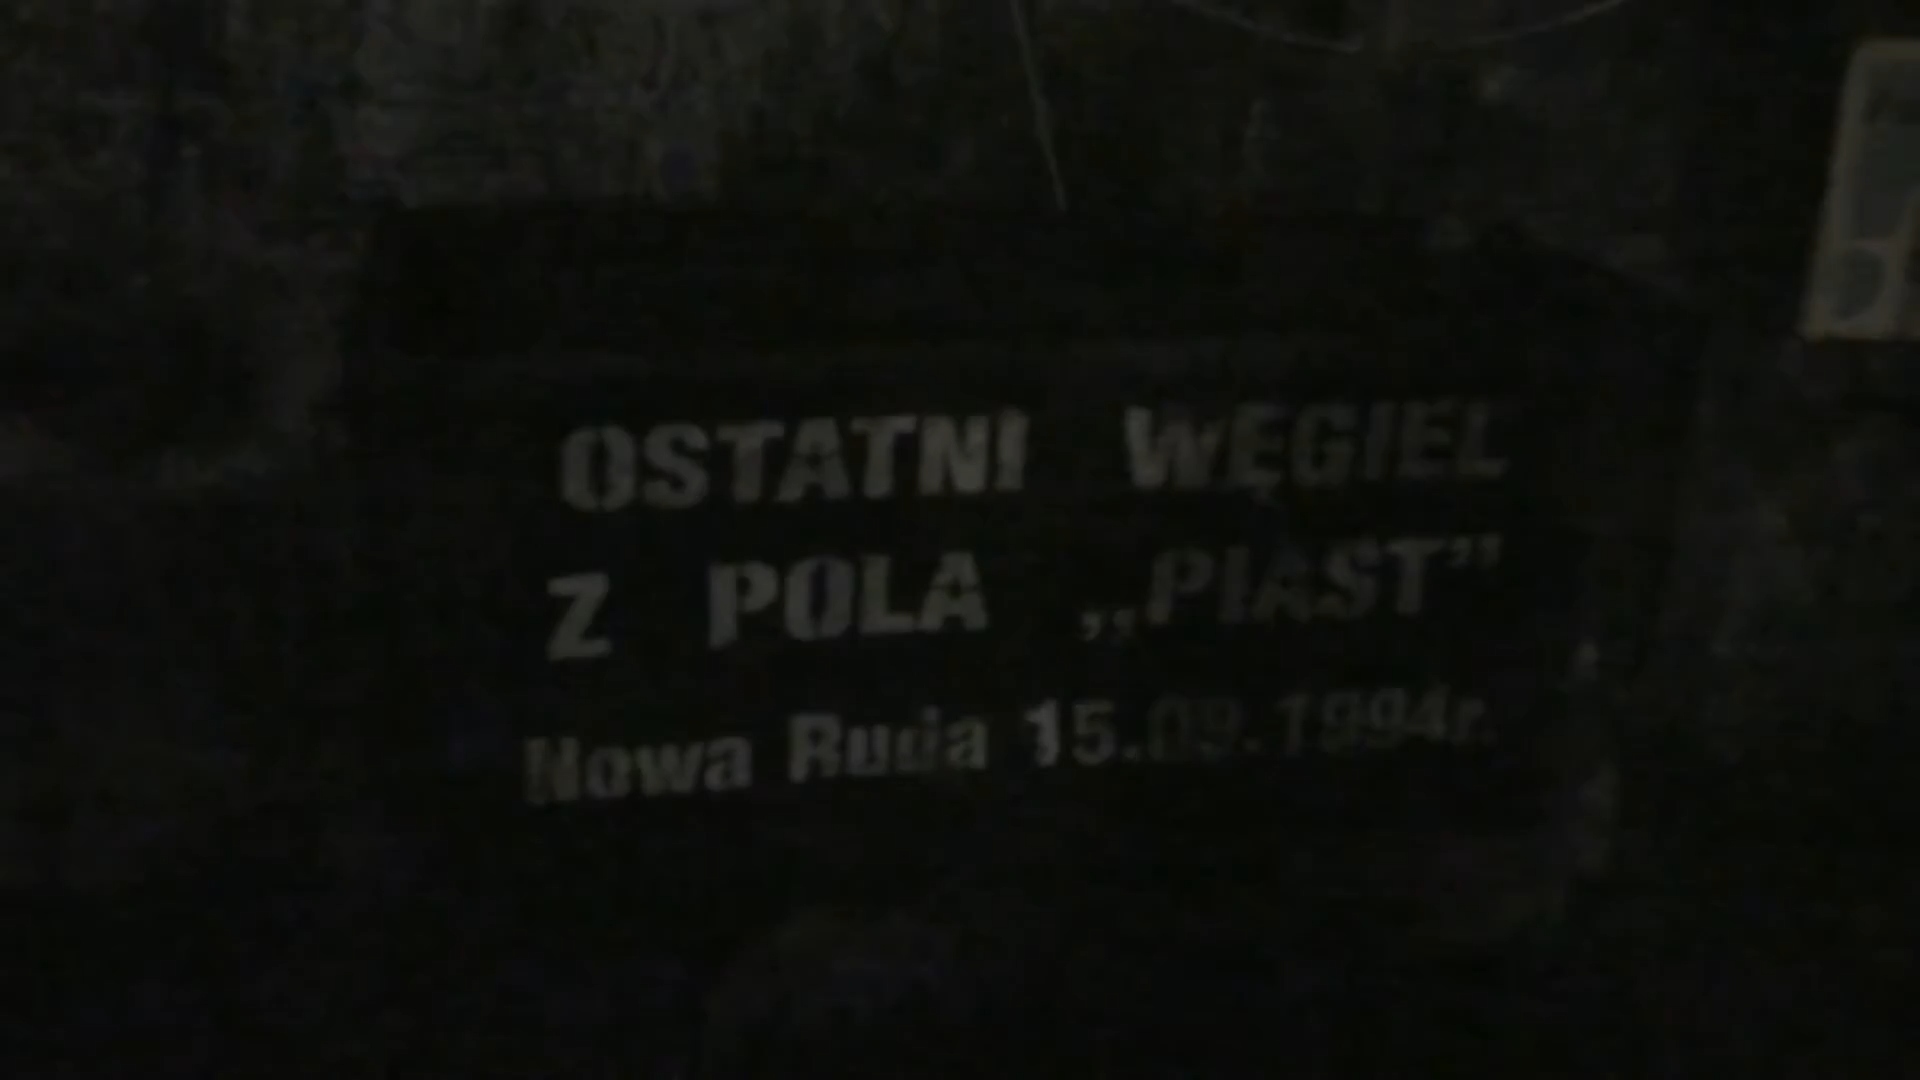 OSTATNI WĘGIEL
Z POLA „PIAST”
Nowa Ruda 15.09.1994r.